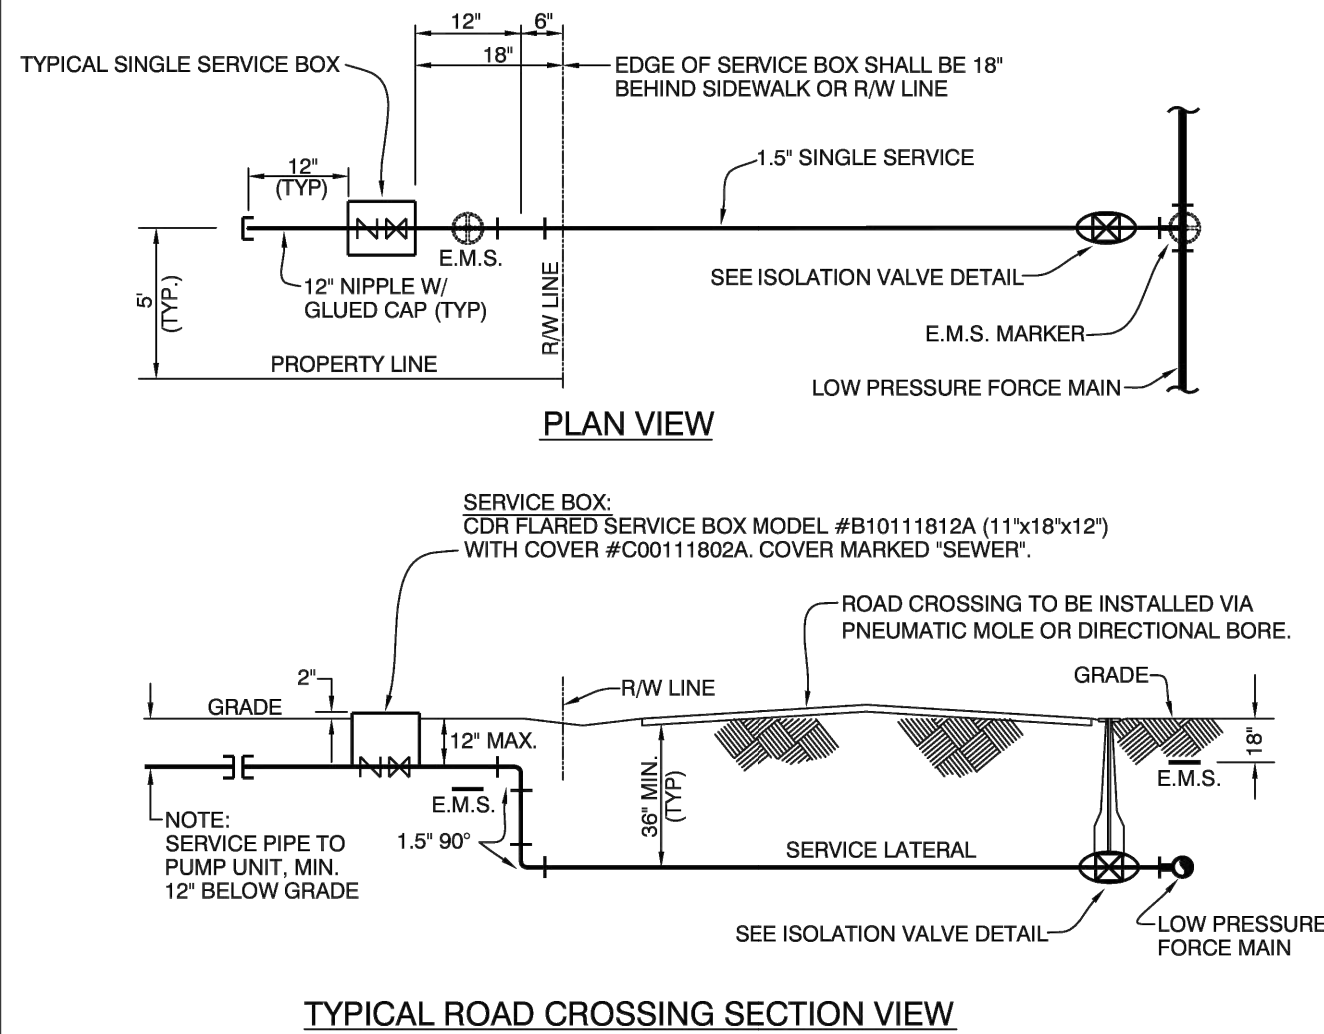 12" 6"
18"
TYPICAL SINGLE SERVICE BOX
EDGE OF SERVICE BOX SHALL BE 18"
BEHIND SIDEWALK OR R/W LINE
12"
(TYP)
1.5" SINGLE SERVICE
E.M.S.
12" NIPPLE W/
GLUED CAP (TYP)
5'
(TYP.)
R/W LINE
SEE ISOLATION VALVE DETAIL
E.M.S. MARKER
PROPERTY LINE
LOW PRESSURE FORCE MAIN
PLAN VIEW
SERVICE BOX:
CDR FLARED SERVICE BOX MODEL #B10111812A (11"x18"x12")
WITH COVER #C00111802A. COVER MARKED "SEWER".
ROAD CROSSING TO BE INSTALLED VIA
PNEUMATIC MOLE OR DIRECTIONAL BORE.
2"
GRADE
R/W LINE
GRADE
12" MAX.
18"
E.M.S.
E.M.S.
36" MIN.
(TYP)
NOTE:
SERVICE PIPE TO
PUMP UNIT, MIN.
12" BELOW GRADE
1.5" 90°
SERVICE LATERAL
SEE ISOLATION VALVE DETAIL
LOW PRESSURE
FORCE MAIN
TYPICAL ROAD CROSSING SECTION VIEW